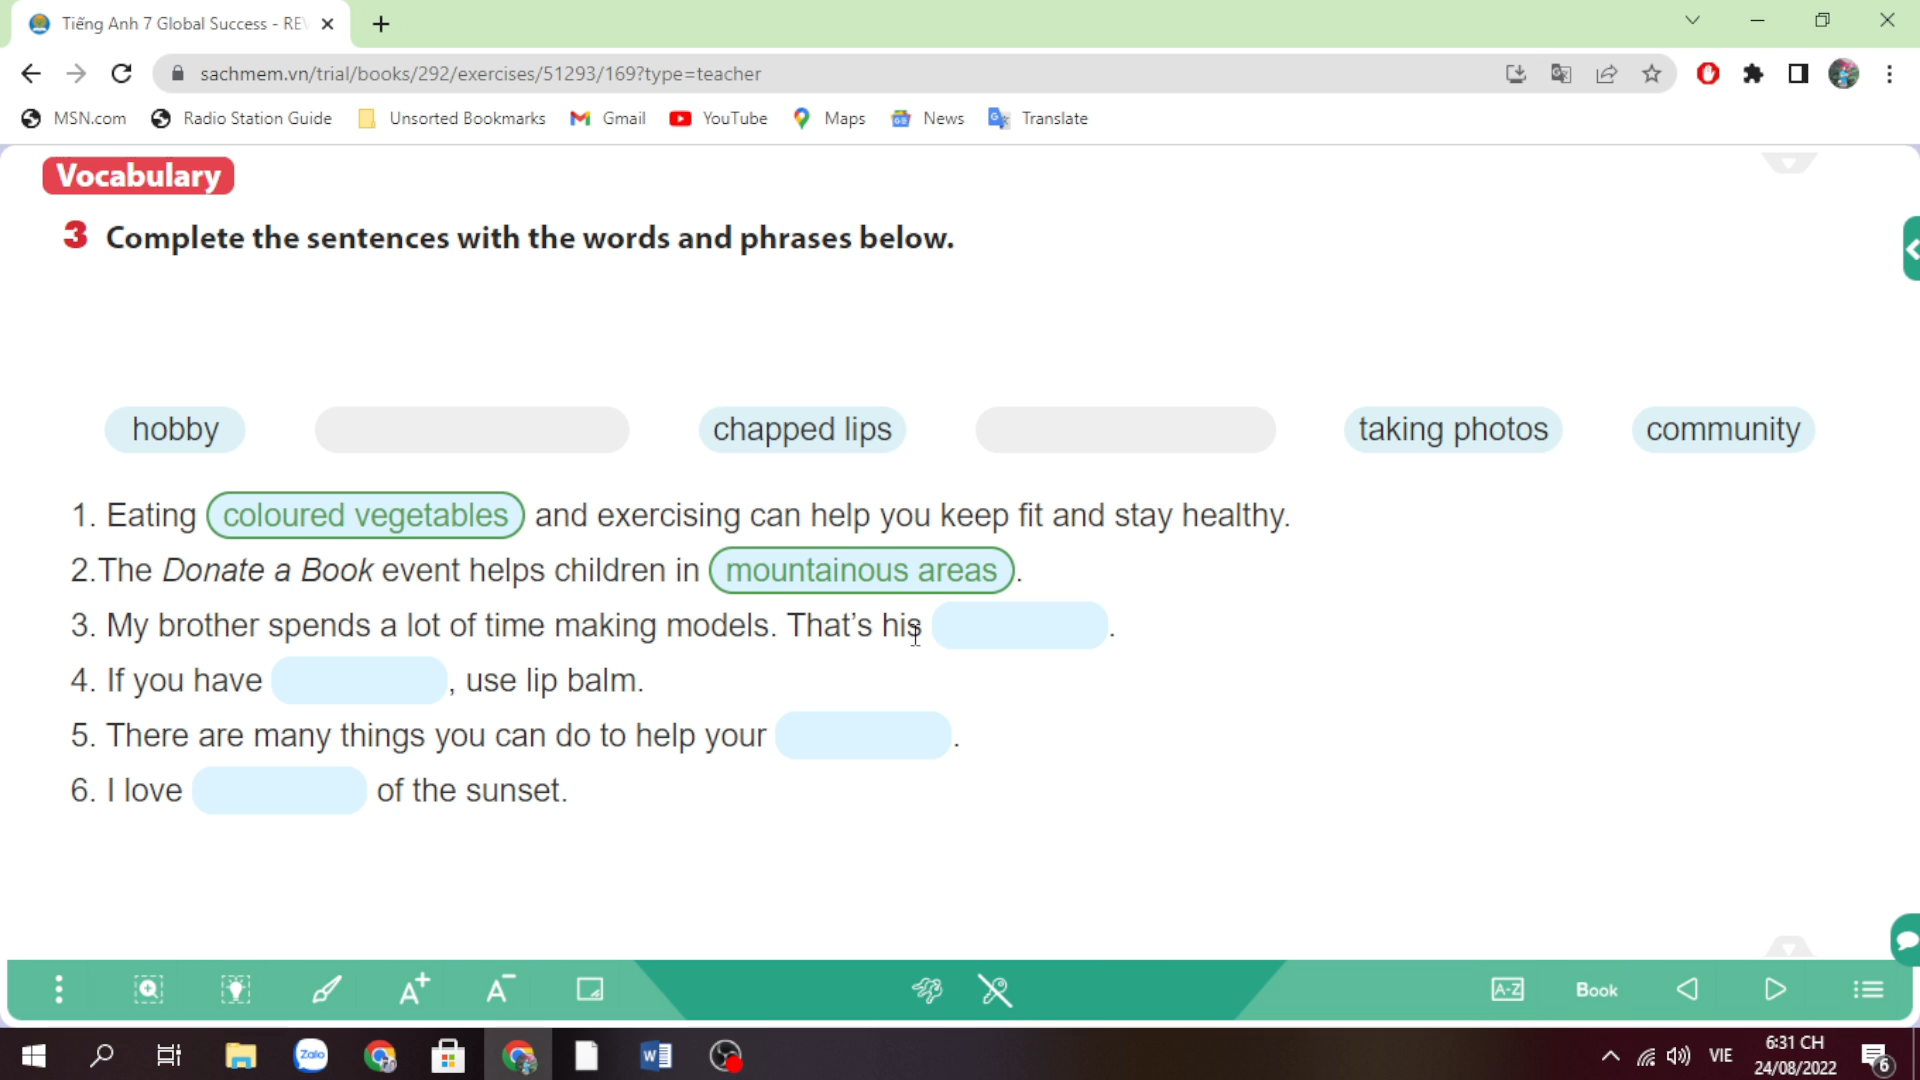 Tiếng Anh 7 Global Success - RE
sachmem.vn/trial/books/292/exercises/51293/169?type=teacher
MSN.com Radio Station Guide Unsorted Bookmarks Gmail YouTube Maps News Translate
Vocabulary
3 Complete the sentences with the words and phrases below.
hobby chapped lips taking photos community
1. Eating coloured vegetables and exercising can help you keep fit and stay healthy.
2.The Donate a Book event helps children in mountainous areas.
3. My brother spends a lot of time making models. That's his .
4. If you have , use lip balm.
5. There are many things you can do to help your .
6. I love of the sunset.
A+ A- A-Z Book
Zalo W VIE 6:31 CH
24/08/2022 6